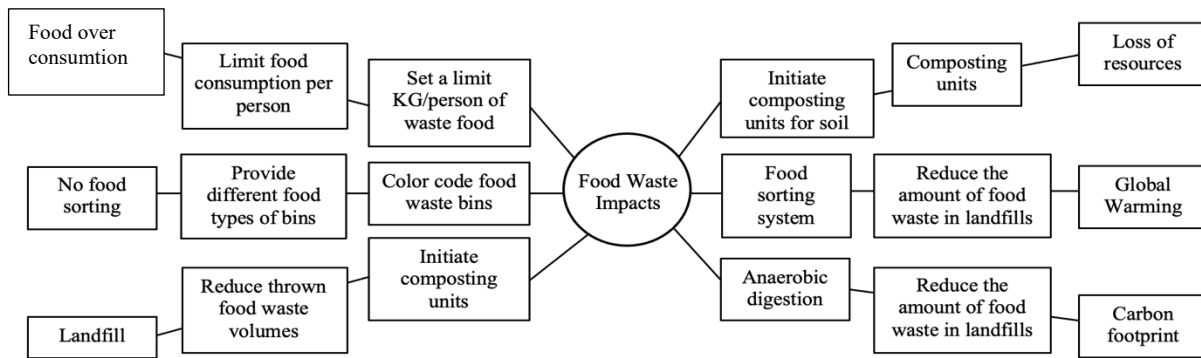 Food over
consumtion
Limit food
consumption per
person
Set a limit
KG/person of
waste food
Initiate
composting
units for soil
Composting
units
Loss of
resources
No food
sorting
Provide
different food
types of bins
Color code food
waste bins
Food Waste
Impacts
Food
sorting
system
Reduce the
amount of food
waste in landfills
Global
Warming
Landfill
Reduce thrown
food waste
volumes
Initiate
composting
units
Anaerobic
digestion
Reduce the
amount of food
waste in landfills
Carbon
footprint